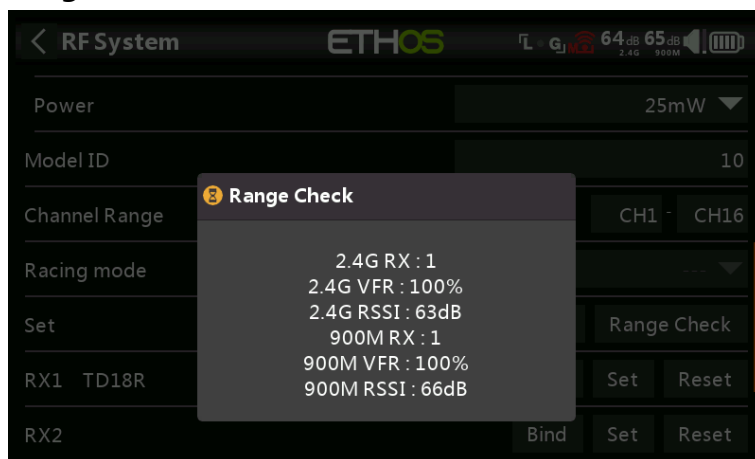 RF System
ETHOS
64dB 2.4G 65dB 900M
Power 25mW
Model ID 10
Channel Range CH1 - CH16
Racing mode ---
Set Range Check
RX1 TD18R Set Reset
RX2 Bind Set Reset
Range Check
2.4G RX : 1
2.4G VFR : 100%
2.4G RSSI : 63dB
900M RX : 1
900M VFR : 100%
900M RSSI : 66dB